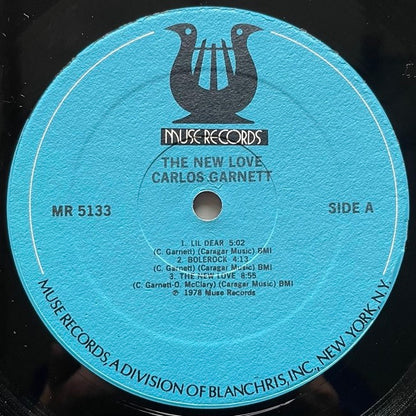 MUSE RECORDS
THE NEW LOVE
CARLOS GARNETT
MR 5133
SIDE A
1. LIL DEAR 5:02
(C. Garnett) (Caragar Music) BMI
2. BOLEROCK 4:13
(C. Garnett) (Caragar Music) BMI
3. THE NEW LOVE 8:55
(C. Garnett-O. McClary) (Caragar Music) BMI
℗ 1978 Muse Records
MUSE RECORDS, A DIVISION OF BLANCHRIS, INC., NEW YORK, N.Y.